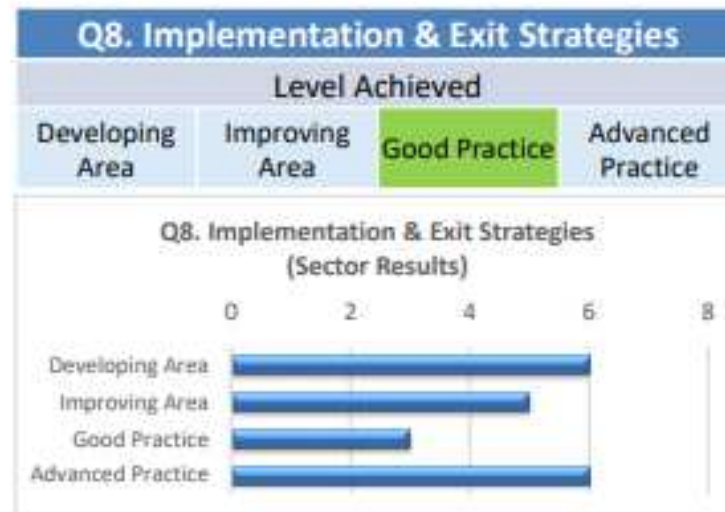 Q8. Implementation & Exit Strategies
Level Achieved
Developing Area
Improving Area
Good Practice
Advanced Practice
Q8. Implementation & Exit Strategies
(Sector Results)
0 2 4 6 8
Developing Area
Improving Area
Good Practice
Advanced Practice